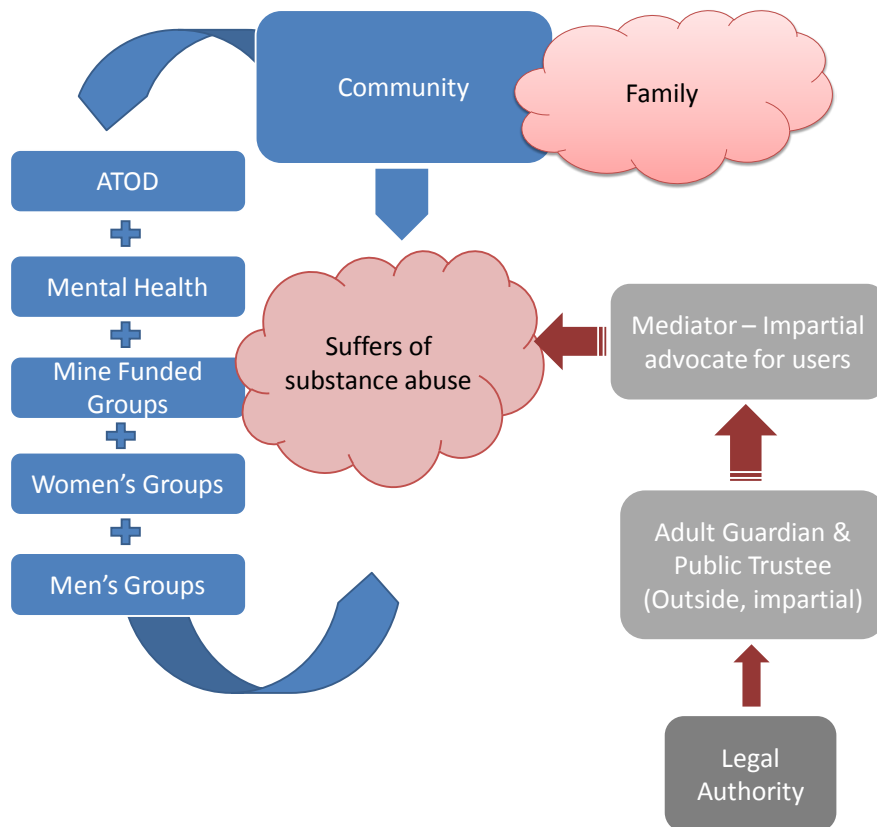 Community
Family
ATOD
Mental Health
Mine Funded
Groups
Women's Groups
Men's Groups
Suffers of
substance abuse
Mediator – Impartial
advocate for users
Adult Guardian &
Public Trustee
(Outside, impartial)
Legal
Authority